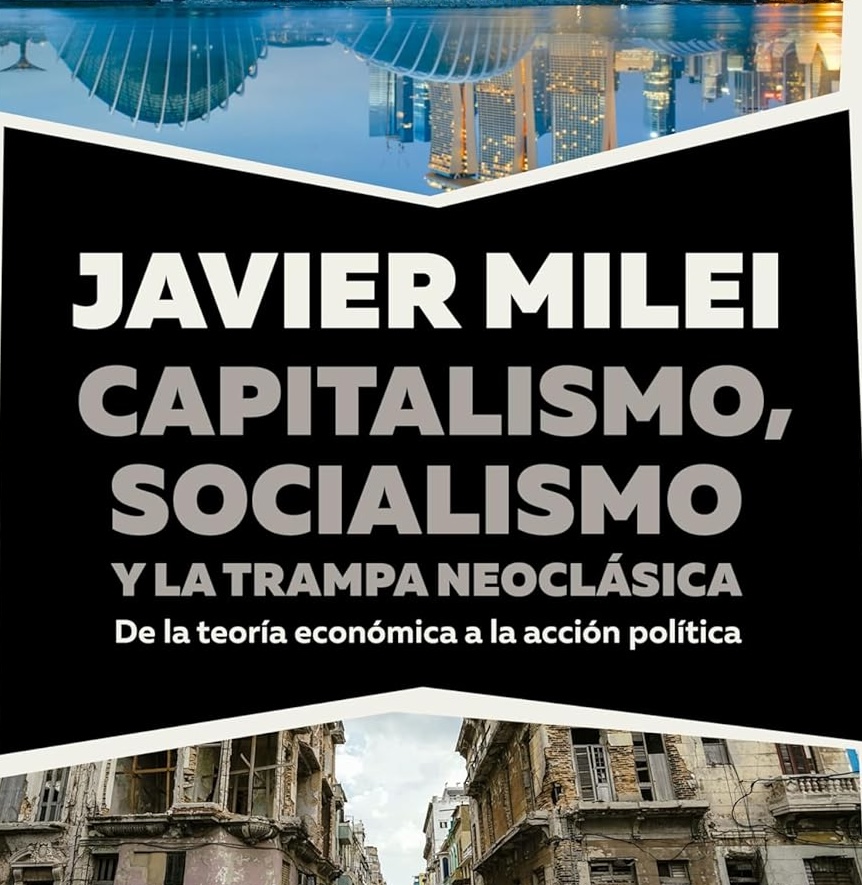 JAVIER MILEI
CAPITALISMO,
SOCIALISMO
Y LA TRAMPA NEOCLÁSICA
De la teoría económica a la acción política